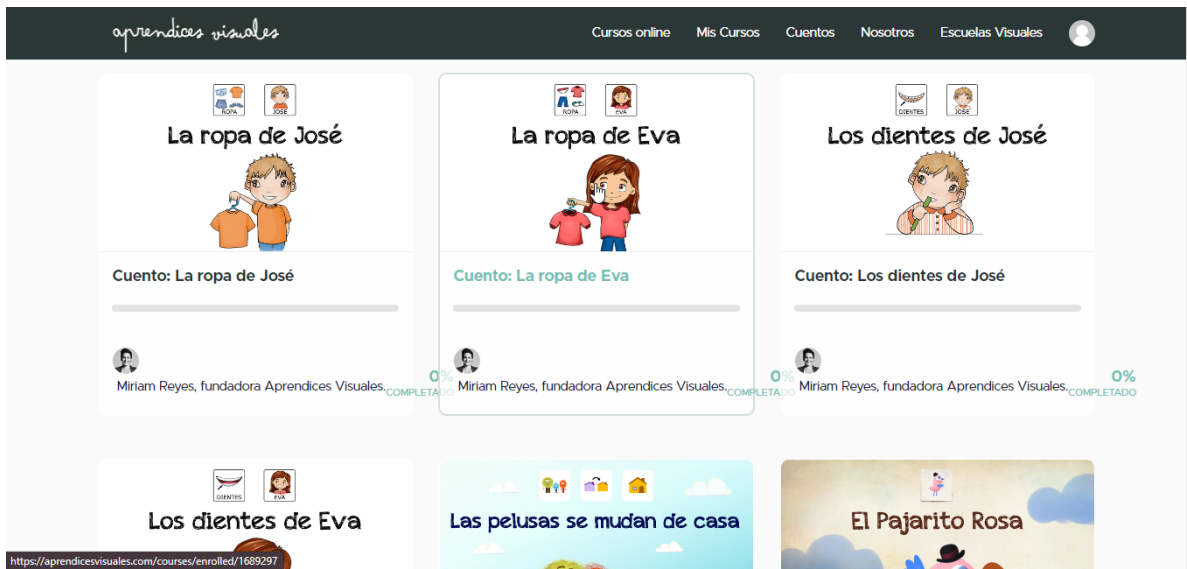 aprendices visuales
Cursos online Mis Cursos Cuentos Nosotros Escuelas Visuales
ROPA JOSÉ
La ropa de José
Cuento: La ropa de José
Miriam Reyes, fundadora Aprendices Visuales.
0%
COMPLETADO
ROPA EVA
La ropa de Eva
Cuento: La ropa de Eva
Miriam Reyes, fundadora Aprendices Visuales.
0%
COMPLETADO
DIENTES JOSÉ
Los dientes de José
Cuento: Los dientes de José
Miriam Reyes, fundadora Aprendices Visuales.
0%
COMPLETADO
DIENTES EVA
Los dientes de Eva
Las pelusas se mudan de casa
El Pajarito Rosa
https://aprendicesvisuales.com/courses/enrolled/1689297